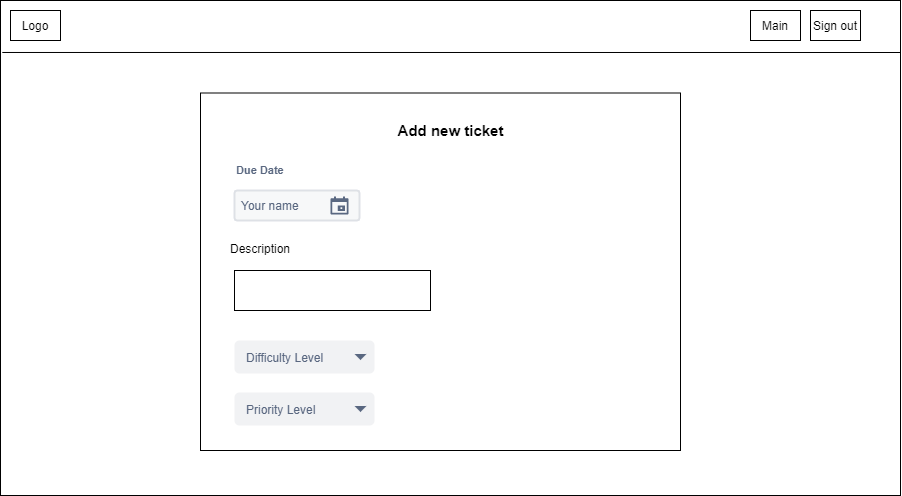 Logo
Main
Sign out
Add new ticket
Due Date
Your name
Description
Difficulty Level
Priority Level